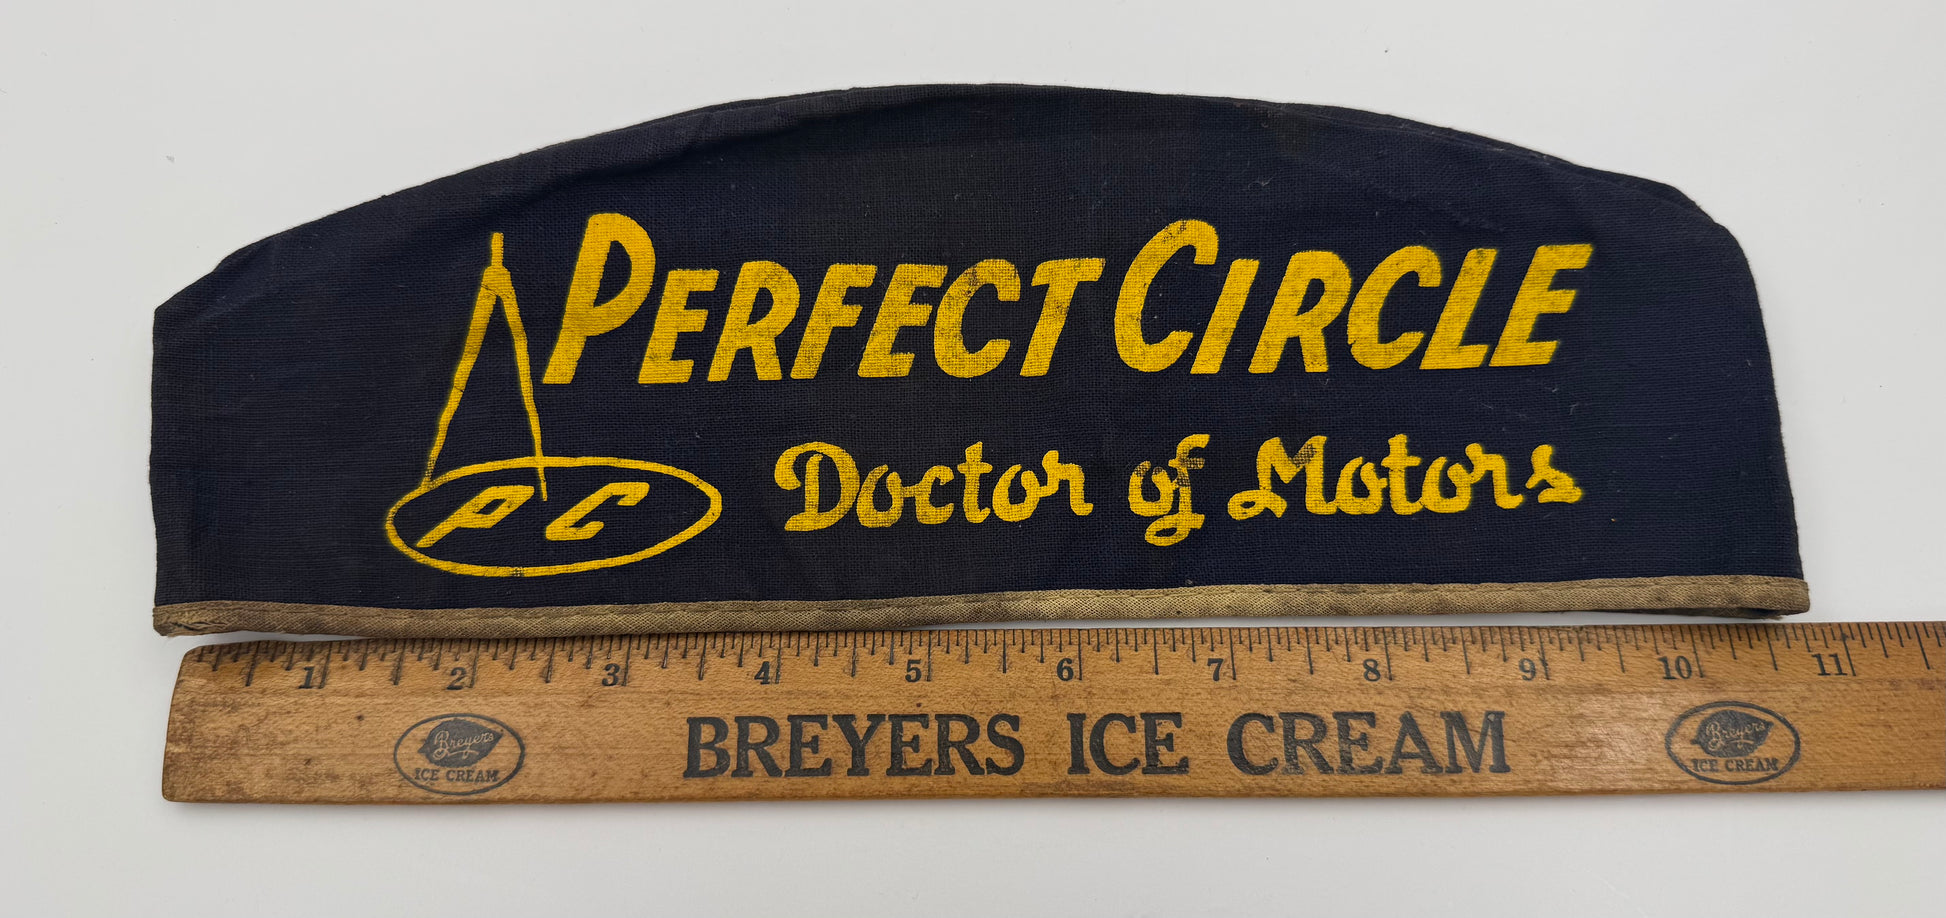 PERFECT CIRCLE
Doctor of Motors
PC
1 2 3 4 5 6 7 8 9 10 11
Breyers
ICE CREAM
BREYERS ICE CREAM
Breyers
ICE CREAM